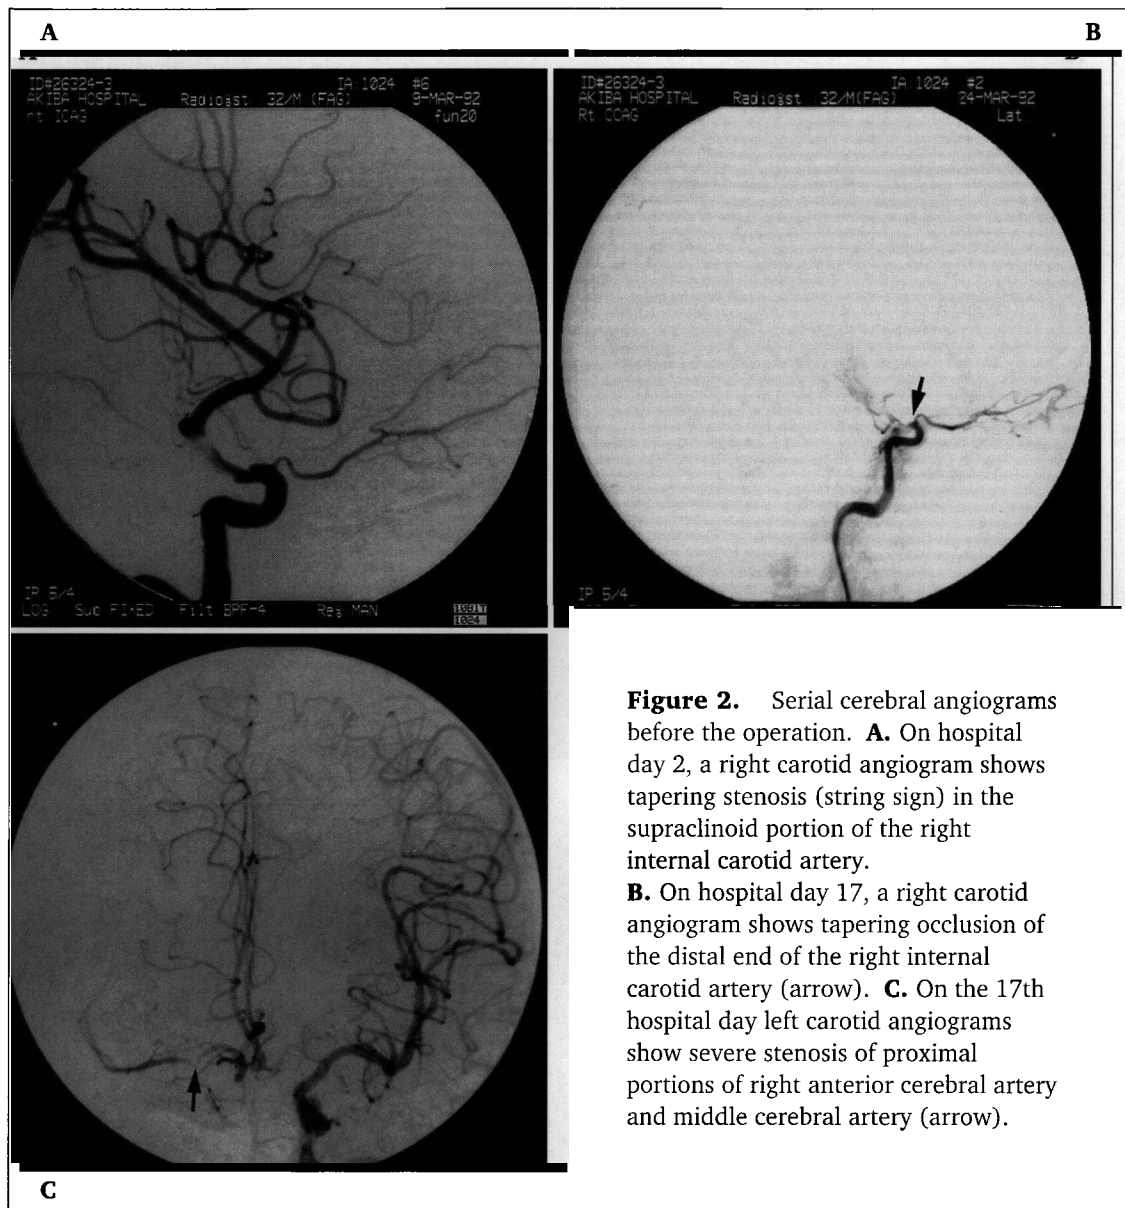 A
B
ID#26324-3 IA:1024 #6
AKIBA HOSPITAL Radiogst 32/M (FAG) 9-MAR-92
rt ICAG fun20
IP 5/4
LOG Sub FI-ED Filt BPF-4 Reg MAN
1024
ID#26324-3 IA:1024 #2
AKIBA HOSPITAL Radiogst 32/M(FAG) 24-MAR-92
Rt CCAG Lat
IP 5/4
Figure 2. Serial cerebral angiograms
before the operation. A. On hospital
day 2, a right carotid angiogram shows
tapering stenosis (string sign) in the
supraclinoid portion of the right
internal carotid artery.
B. On hospital day 17, a right carotid
angiogram shows tapering occlusion of
the distal end of the right internal
carotid artery (arrow). C. On the 17th
hospital day left carotid angiograms
show severe stenosis of proximal
portions of right anterior cerebral artery
and middle cerebral artery (arrow).
C